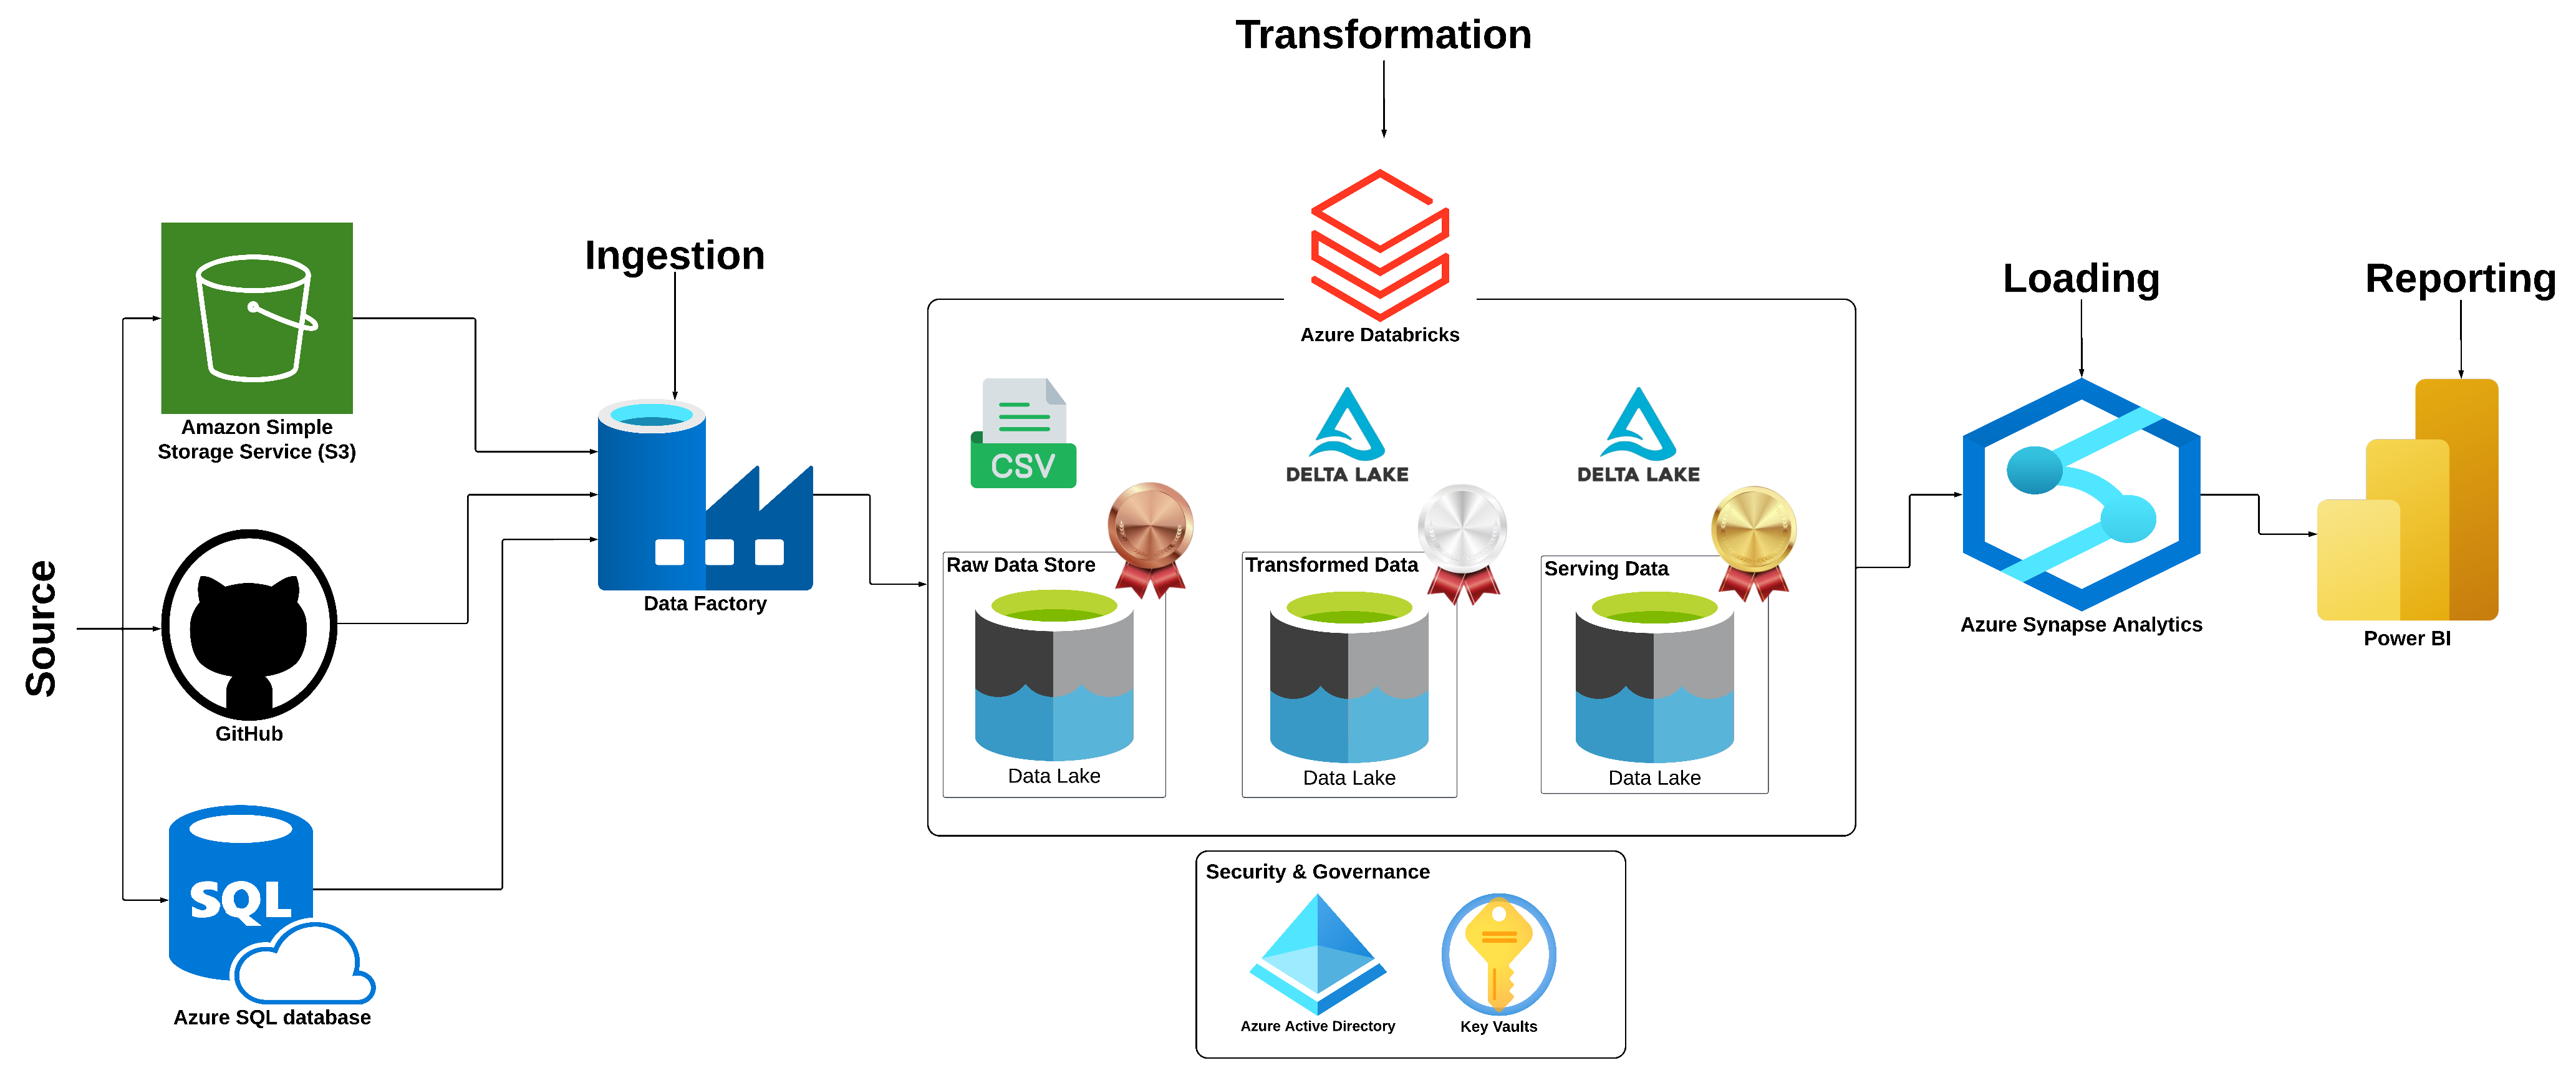 Transformation
Source
Amazon Simple
Storage Service (S3)
GitHub
SQL
Azure SQL database
Ingestion
Data Factory
Azure Databricks
CSV
DELTA LAKE
DELTA LAKE
Raw Data Store
Data Lake
Transformed Data
Data Lake
Serving Data
Data Lake
Security & Governance
Azure Active Directory
Key Vaults
Loading
Azure Synapse Analytics
Reporting
Power BI